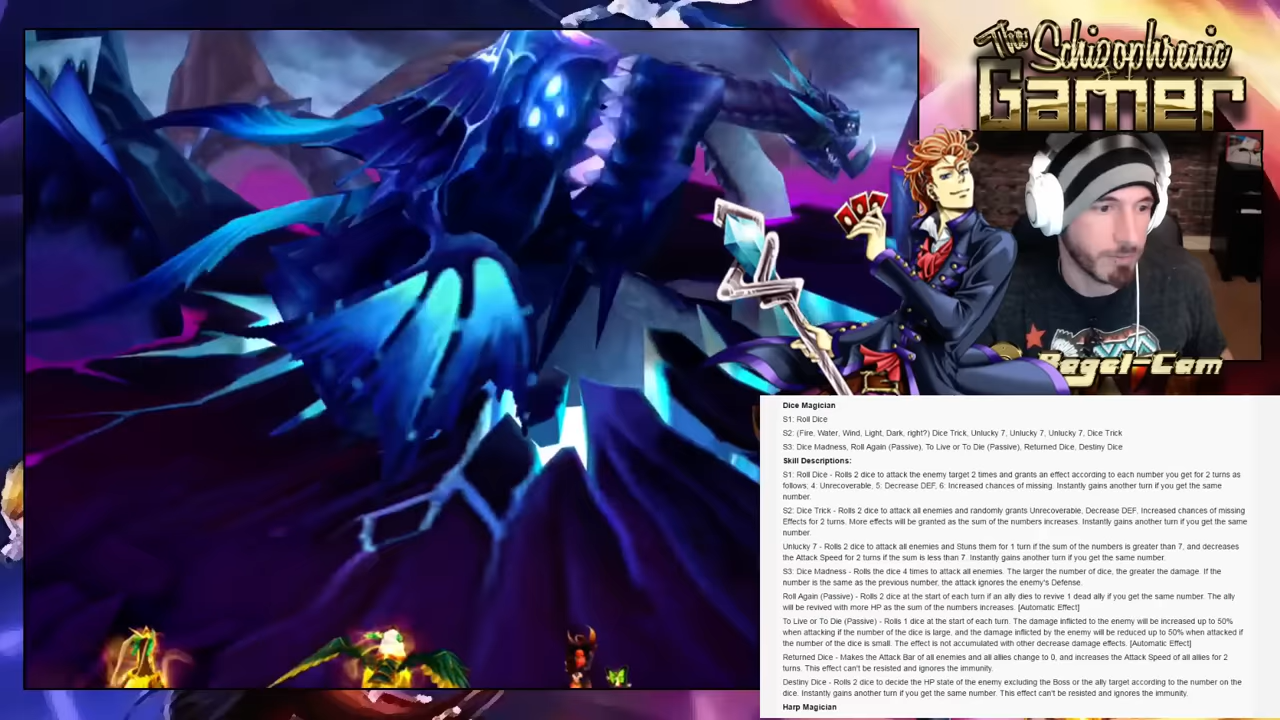 The Schizophrenic
Gamer
Bagel-Cam
Dice Magician
S1: Roll Dice
S2: (Fire, Water, Wind, Light, Dark, right?) Dice Trick, Unlucky 7, Unlucky 7, Unlucky 7, Dice Trick
S3: Dice Madness, Roll Again (Passive), To Live or To Die (Passive), Returned Dice, Destiny Dice
Skill Descriptions:
S1: Roll Dice - Rolls 2 dice to attack the enemy target 2 times and grants an effect according to each number you get for 2 turns as
follows; 4: Unrecoverable, 5: Decrease DEF, 6: Increased chances of missing. Instantly gains another turn if you get the same
number.
S2: Dice Trick - Rolls 2 dice to attack all enemies and randomly grants Unrecoverable, Decrease DEF, Increased chances of missing
Effects for 2 turns. More effects will be granted as the sum of the numbers increases. Instantly gains another turn if you get the same
number.
Unlucky 7 - Rolls 2 dice to attack all enemies and Stuns them for 1 turn if the sum of the numbers is greater than 7, and decreases
the Attack Speed for 2 turns if the sum is less than 7. Instantly gains another turn if you get the same number.
S3: Dice Madness - Rolls the dice 4 times to attack all enemies. The larger the number of dice, the greater the damage. If the
number is the same as the previous number, the attack ignores the enemy's Defense.
Roll Again (Passive) - Rolls 2 dice at the start of each turn if an ally dies to revive 1 dead ally if you get the same number. The ally
will be revived with more HP as the sum of the numbers increases. [Automatic Effect]
To Live or To Die (Passive) - Rolls 1 dice at the start of each turn. The damage inflicted to the enemy will be increased up to 50%
when attacking if the number of the dice is large, and the damage inflicted by the enemy will be reduced up to 50% when attacked if
the number of the dice is small. The effect is not accumulated with other decrease damage effects. [Automatic Effect]
Returned Dice - Makes the Attack Bar of all enemies and all allies change to 0, and increases the Attack Speed of all allies for 2
turns. This effect can't be resisted and ignores the immunity.
Destiny Dice - Rolls 2 dice to decide the HP state of the enemy excluding the Boss or the ally target according to the number on the
dice. Instantly gains another turn if you get the same number. This effect can't be resisted and ignores the immunity.
Harp Magician